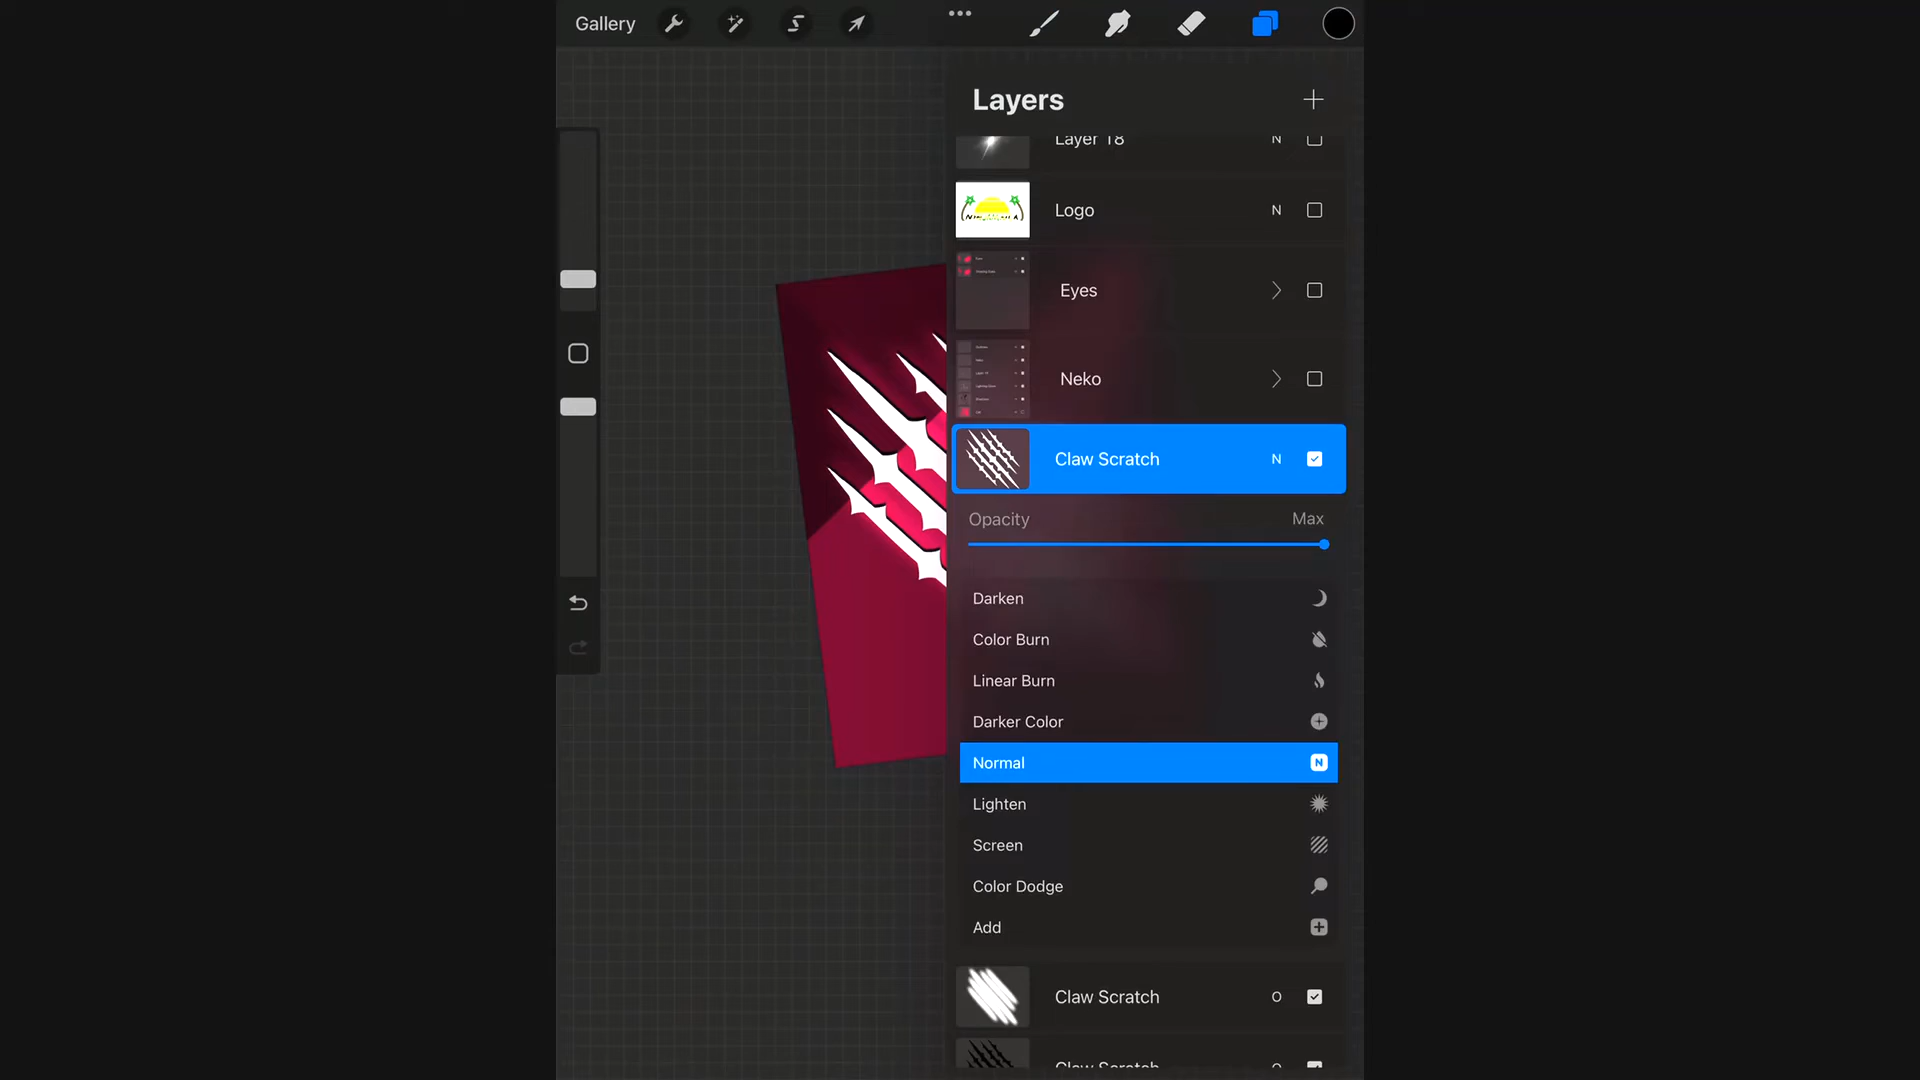 Gallery
Layers
Layer 18
N
Logo
N
Eyes
Neko
Claw Scratch
N
Opacity
Max
Darken
Color Burn
Linear Burn
Darker Color
Normal
N
Lighten
Screen
Color Dodge
Add
Claw Scratch
O
Claw Scratch
O